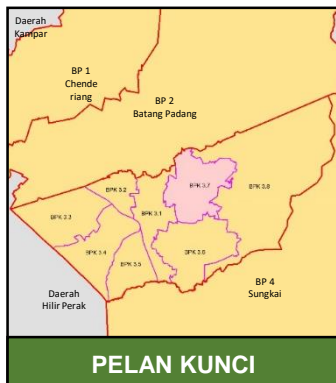 Daerah
Kampar
BP 1
Chende
riang
BP 2
Batang Padang
BPK 3.2
BPK 3.7
BPK 3.8
BPK 3.3
BPK 3.1
BPK 3.4
BPK 3.5
BPK 3.6
BP 4
Sungkai
Daerah
Hilir Perak
PELAN KUNCI